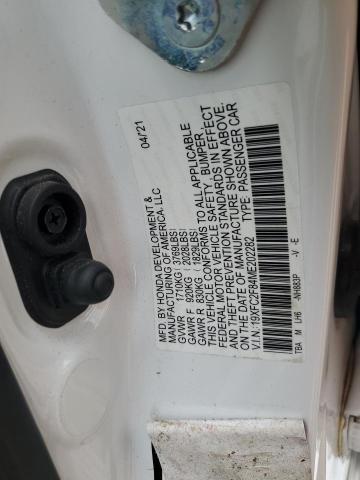 MFD. BY HONDA DEVELOPMENT &
MANUFACTURING OF AMERICA, LLC 04/21
GVWR 1710KG( 3769LBS)
GAWR F 920KG ( 2028LBS)
GAWR R 830KG ( 1829LBS)
THIS VEHICLE CONFORMS TO ALL APPLICABLE
FEDERAL MOTOR VEHICLE SAFETY, BUMPER,
AND THEFT PREVENTION STANDARDS IN EFFECT
ON THE DATE OF MANUFACTURE SHOWN ABOVE.
V.I.N:19XFC2F84ME202282 TYPE: PASSENGER CAR
TBA M LH6 -NH883P -V -E